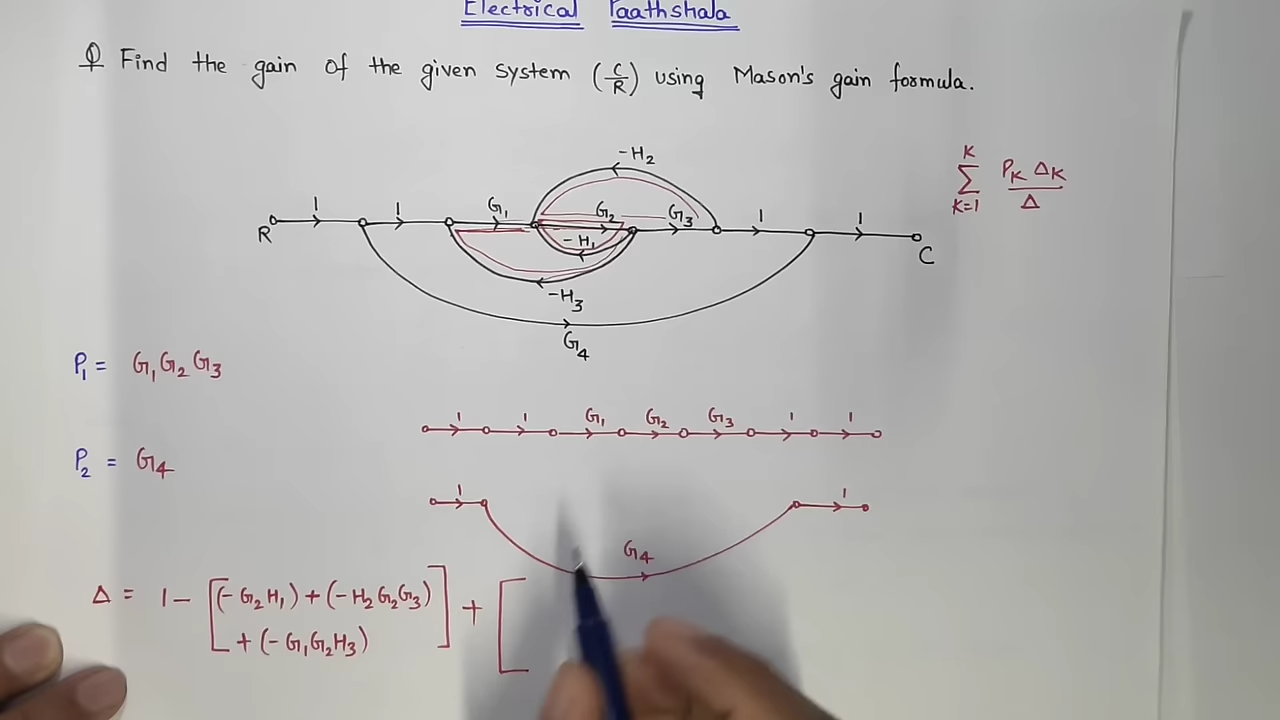 Electrical Paathshala
Q Find the gain of the given system (C/R) using Mason's gain formula.
-H₂
K
Σ P_K Δ_K / Δ
K=1
1 1 G₁ G₂ G₃ 1 1
R
-H₁
C
-H₃
G₄
P₁ = G₁G₂G₃
1 1 G₁ G₂ G₃ 1 1
P₂ = G₄
1 1
G₄
Δ = 1 - [(-G₂H₁) + (-H₂G₂G₃)
+ (-G₁G₂H₃)] + [